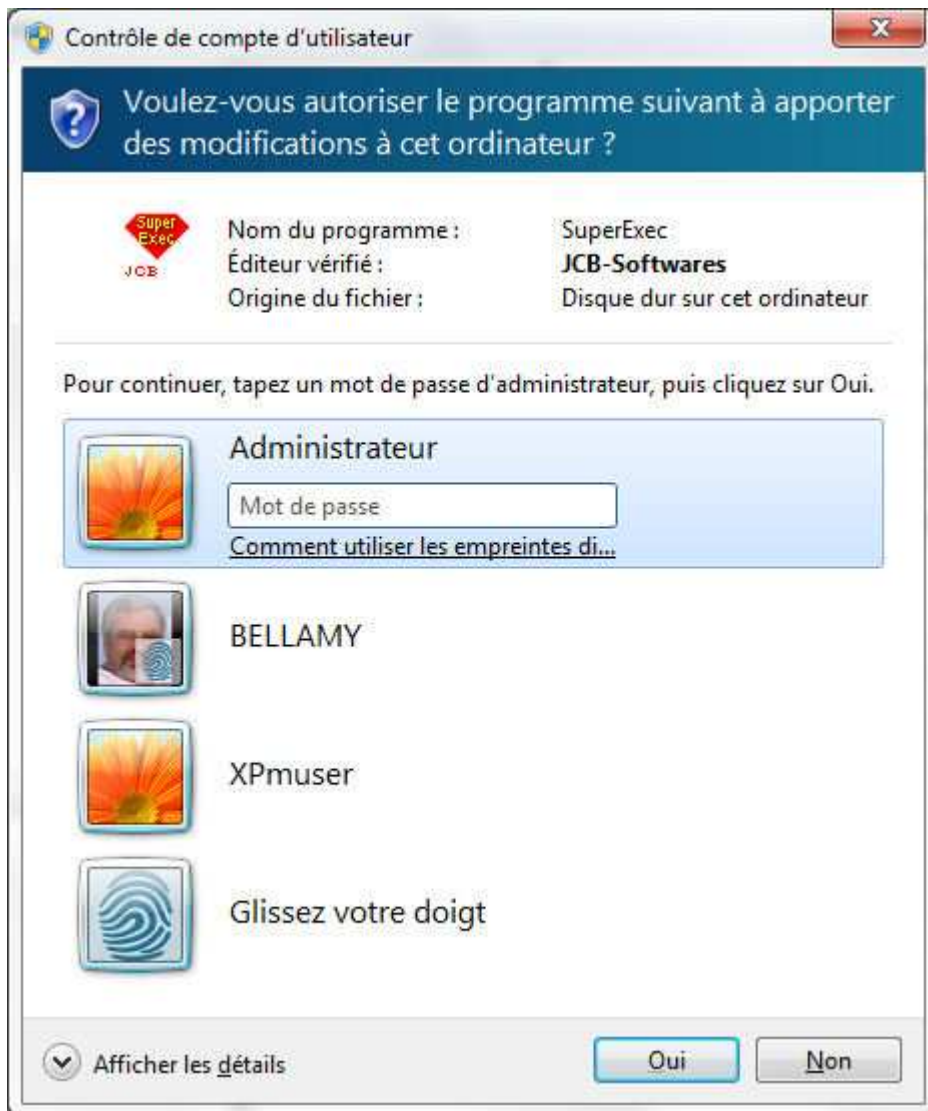 Contrôle de compte d'utilisateur
Voulez-vous autoriser le programme suivant à apporter
des modifications à cet ordinateur ?
Super
Exec
JCB
Nom du programme : SuperExec
Éditeur vérifié : JCB-Softwares
Origine du fichier : Disque dur sur cet ordinateur
Pour continuer, tapez un mot de passe d'administrateur, puis cliquez sur Oui.
Administrateur
Mot de passe
Comment utiliser les empreintes di...
BELLAMY
XPmuser
Glissez votre doigt
Afficher les détails Oui Non